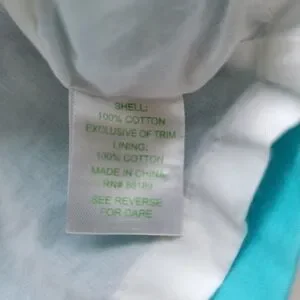 SHELL:
100% COTTON
EXCLUSIVE OF TRIM
LINING:
100% COTTON
MADE IN CHINA
RN#
SEE REVERSE
FOR CARE